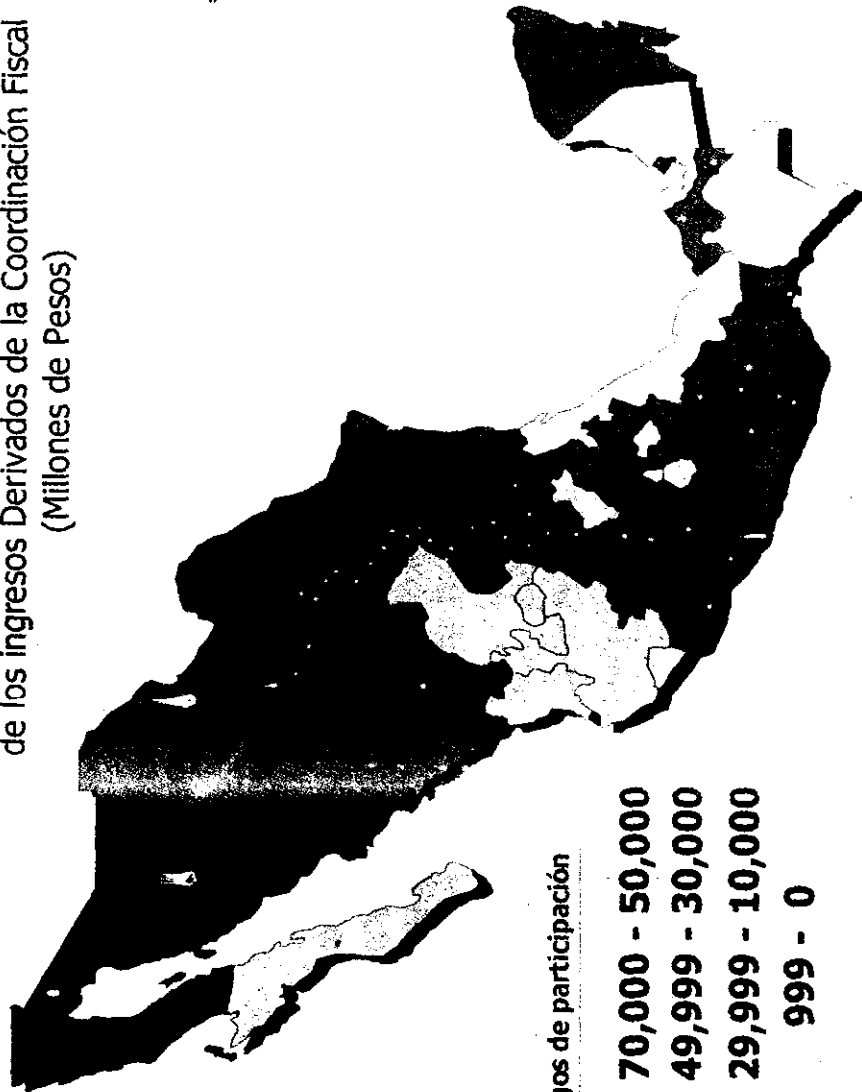 de los ingresos Derivados de la Coordinación Fiscal
(Millones de Pesos)
gos de participación
70,000 - 50,000
49,999 - 30,000
29,999 - 10,000
999 - 0